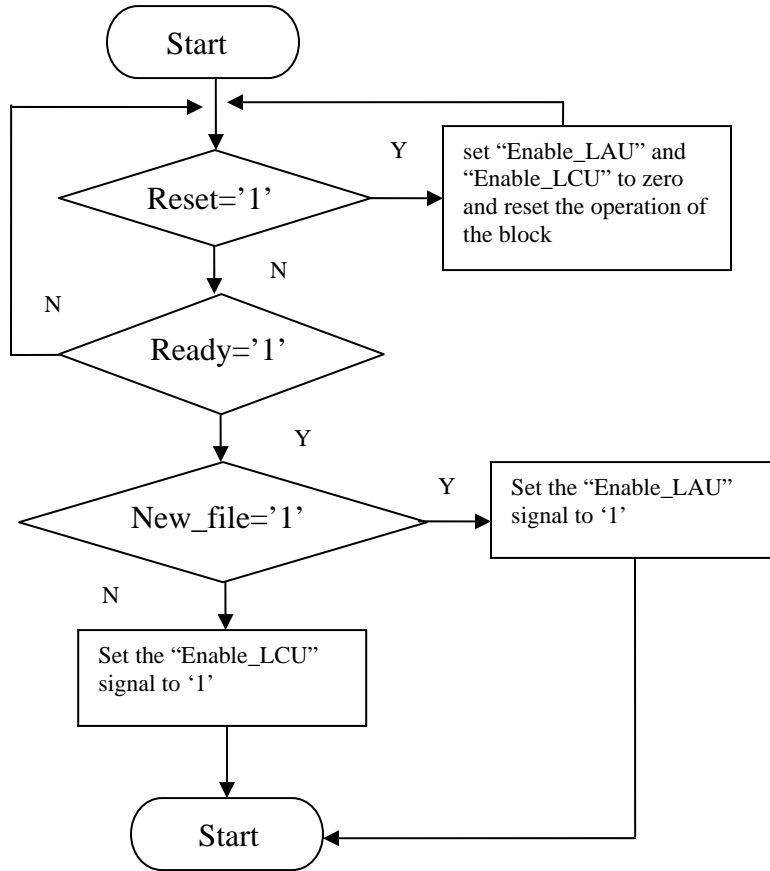 Start
Y
set “Enable_LAU” and
“Enable_LCU” to zero
and reset the operation of
the block
Reset=’1’
N
N
Ready=’1’
Y
Y
New_file=’1’
Set the “Enable_LAU”
signal to ‘1’
N
Set the “Enable_LCU”
signal to ‘1’
Start